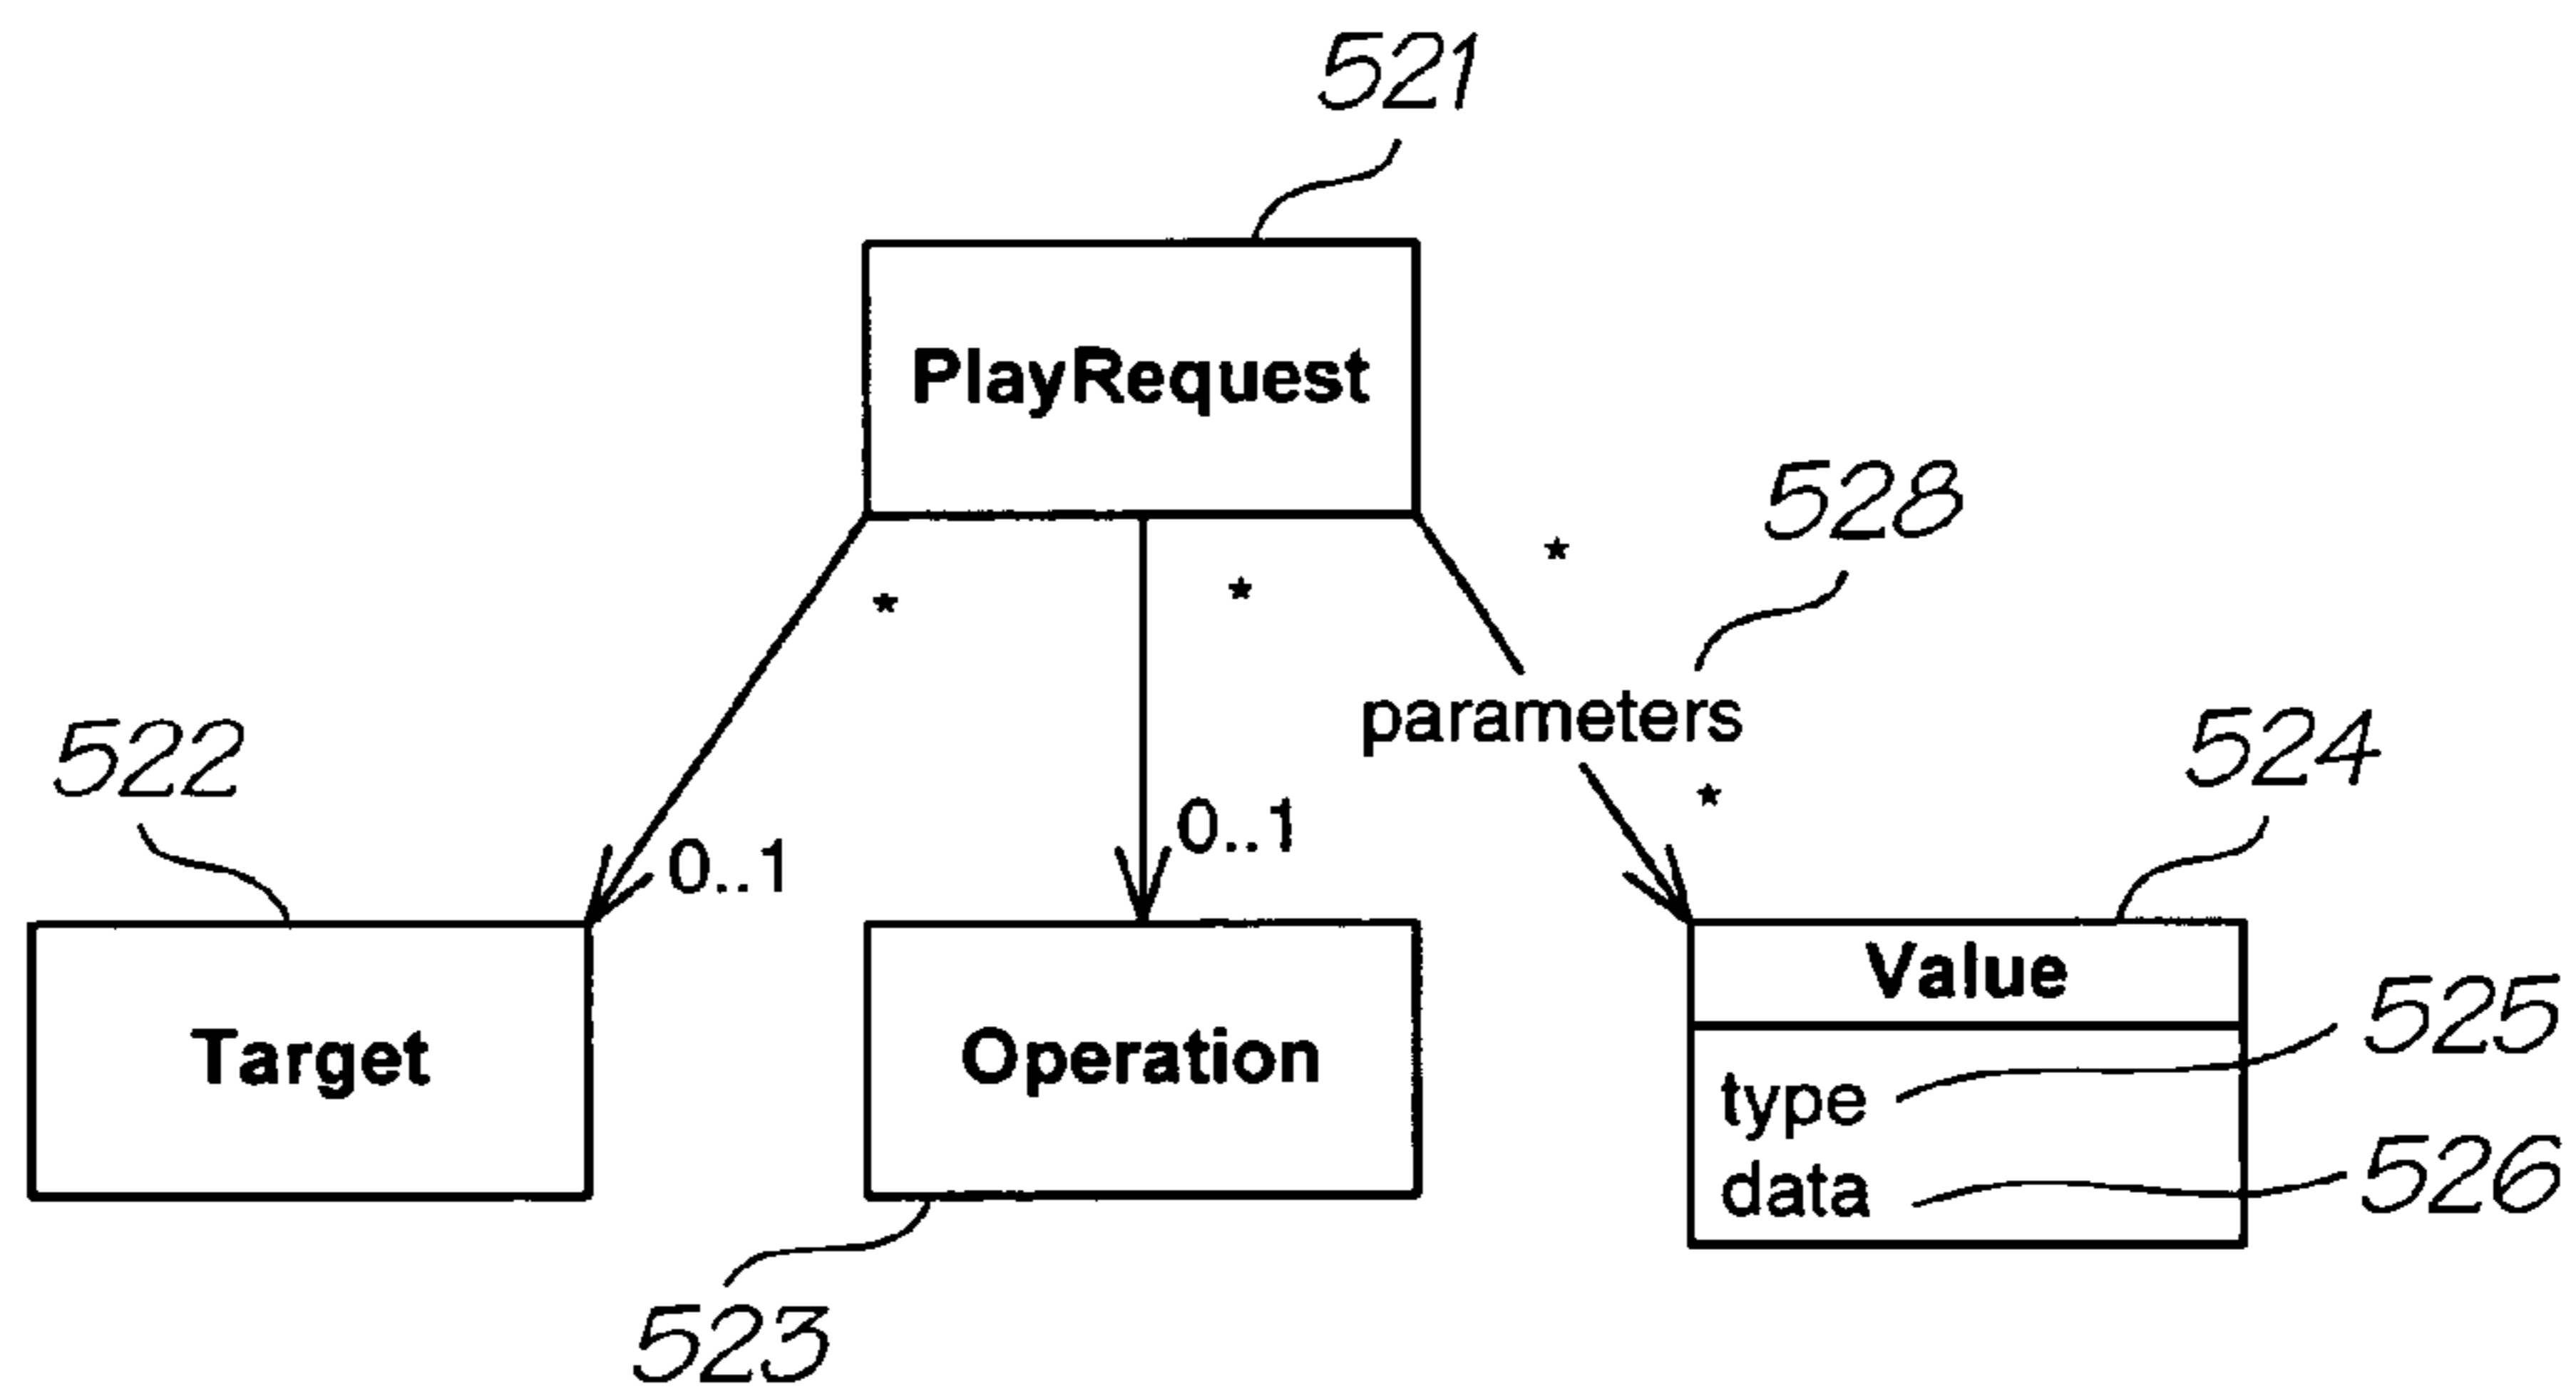 521
PlayRequest
528
*
*
*
parameters
522
524
*
0..1
0..1
Value
525
Target
Operation
type
data
526
523